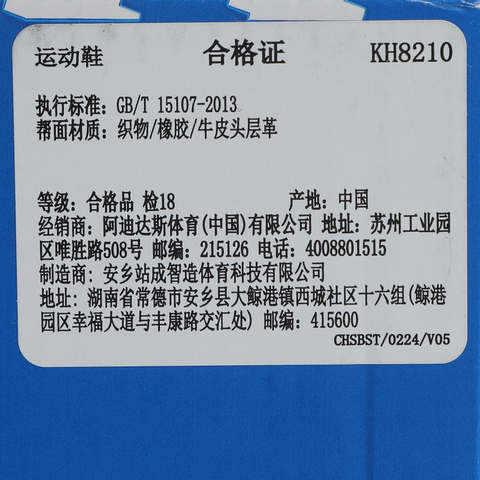 运动鞋 合格证 KH8210
执行标准: GB/T 15107-2013
帮面材质: 织物/橡胶/牛皮头层革
等级: 合格品 检18 产地: 中国
经销商: 阿迪达斯体育(中国)有限公司 地址: 苏州工业园
区唯胜路508号 邮编: 215126 电话: 4008801515
制造商: 安乡站成智造体育科技有限公司
地址: 湖南省常德市安乡县大鲸港镇西城社区十六组(鲸港
园区幸福大道与丰康路交汇处) 邮编: 415600
CHSBST/0224/V05